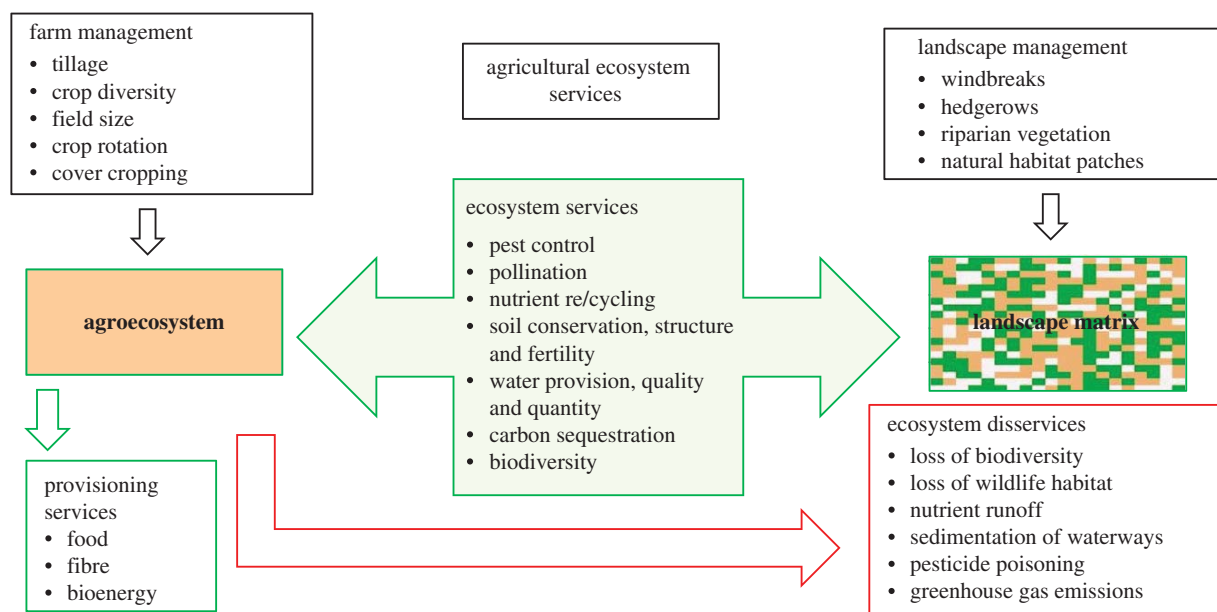 farm management
• tillage
• crop diversity
• field size
• crop rotation
• cover cropping
agricultural ecosystem
services
landscape management
• windbreaks
• hedgerows
• riparian vegetation
• natural habitat patches
agroecosystem
ecosystem services
• pest control
• pollination
• nutrient re/cycling
• soil conservation, structure
and fertility
• water provision, quality
and quantity
• carbon sequestration
• biodiversity
landscape matrix
provisioning
services
• food
• fibre
• bioenergy
ecosystem disservices
• loss of biodiversity
• loss of wildlife habitat
• nutrient runoff
• sedimentation of waterways
• pesticide poisoning
• greenhouse gas emissions